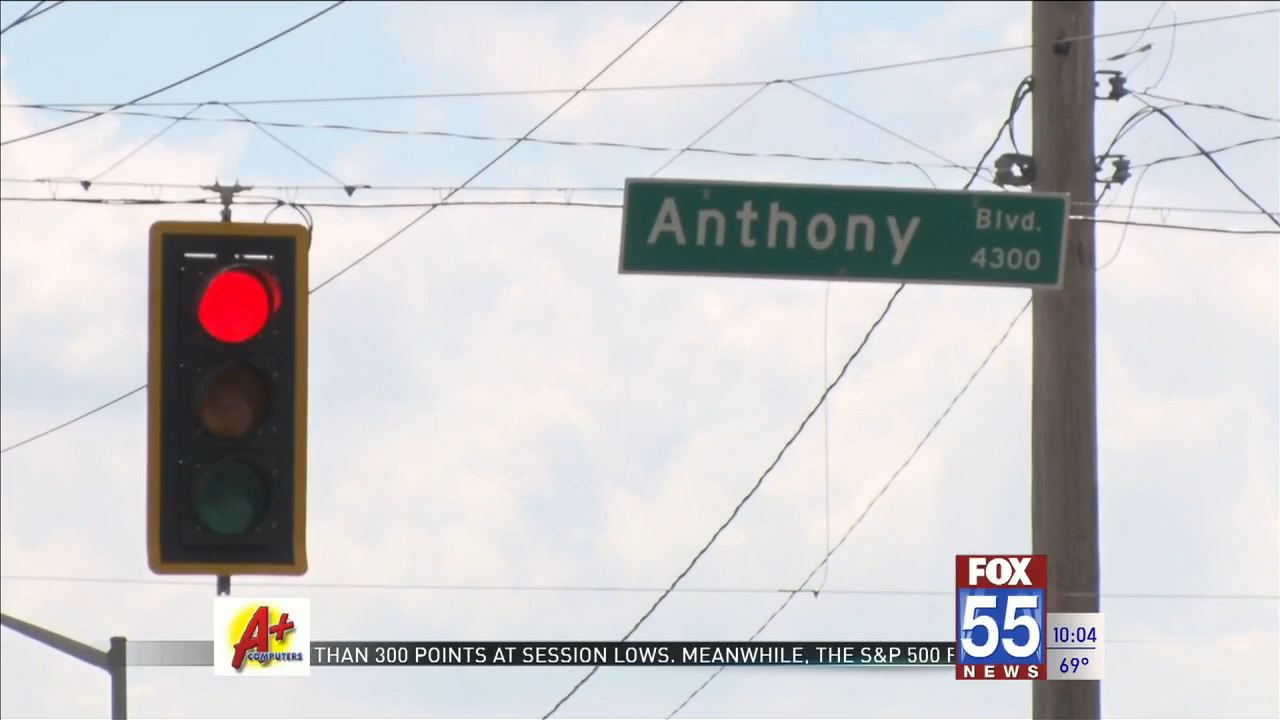 Anthony Blvd.
4300
A+
COMPUTERS
THAN 300 POINTS AT SESSION LOWS. MEANWHILE, THE S&P 500 F
FOX
55
NEWS
10:04
69°